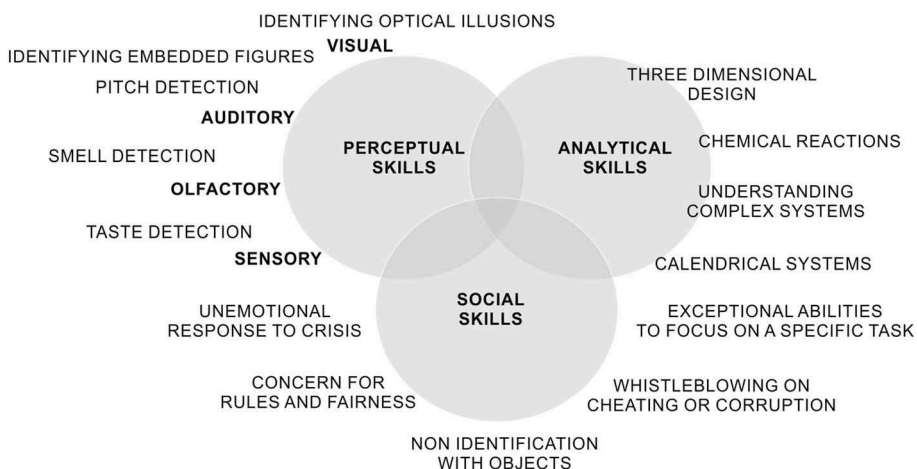 IDENTIFYING OPTICAL ILLUSIONS
VISUAL
IDENTIFYING EMBEDDED FIGURES
PITCH DETECTION
AUDITORY
SMELL DETECTION
OLFACTORY
TASTE DETECTION
SENSORY
PERCEPTUAL
SKILLS
ANALYTICAL
SKILLS
THREE DIMENSIONAL
DESIGN
CHEMICAL REACTIONS
UNDERSTANDING
COMPLEX SYSTEMS
CALENDRICAL SYSTEMS
SOCIAL
SKILLS
UNEMOTIONAL
RESPONSE TO CRISIS
EXCEPTIONAL ABILITIES
TO FOCUS ON A SPECIFIC TASK
CONCERN FOR
RULES AND FAIRNESS
WHISTLEBLOWING ON
CHEATING OR CORRUPTION
NON IDENTIFICATION
WITH OBJECTS